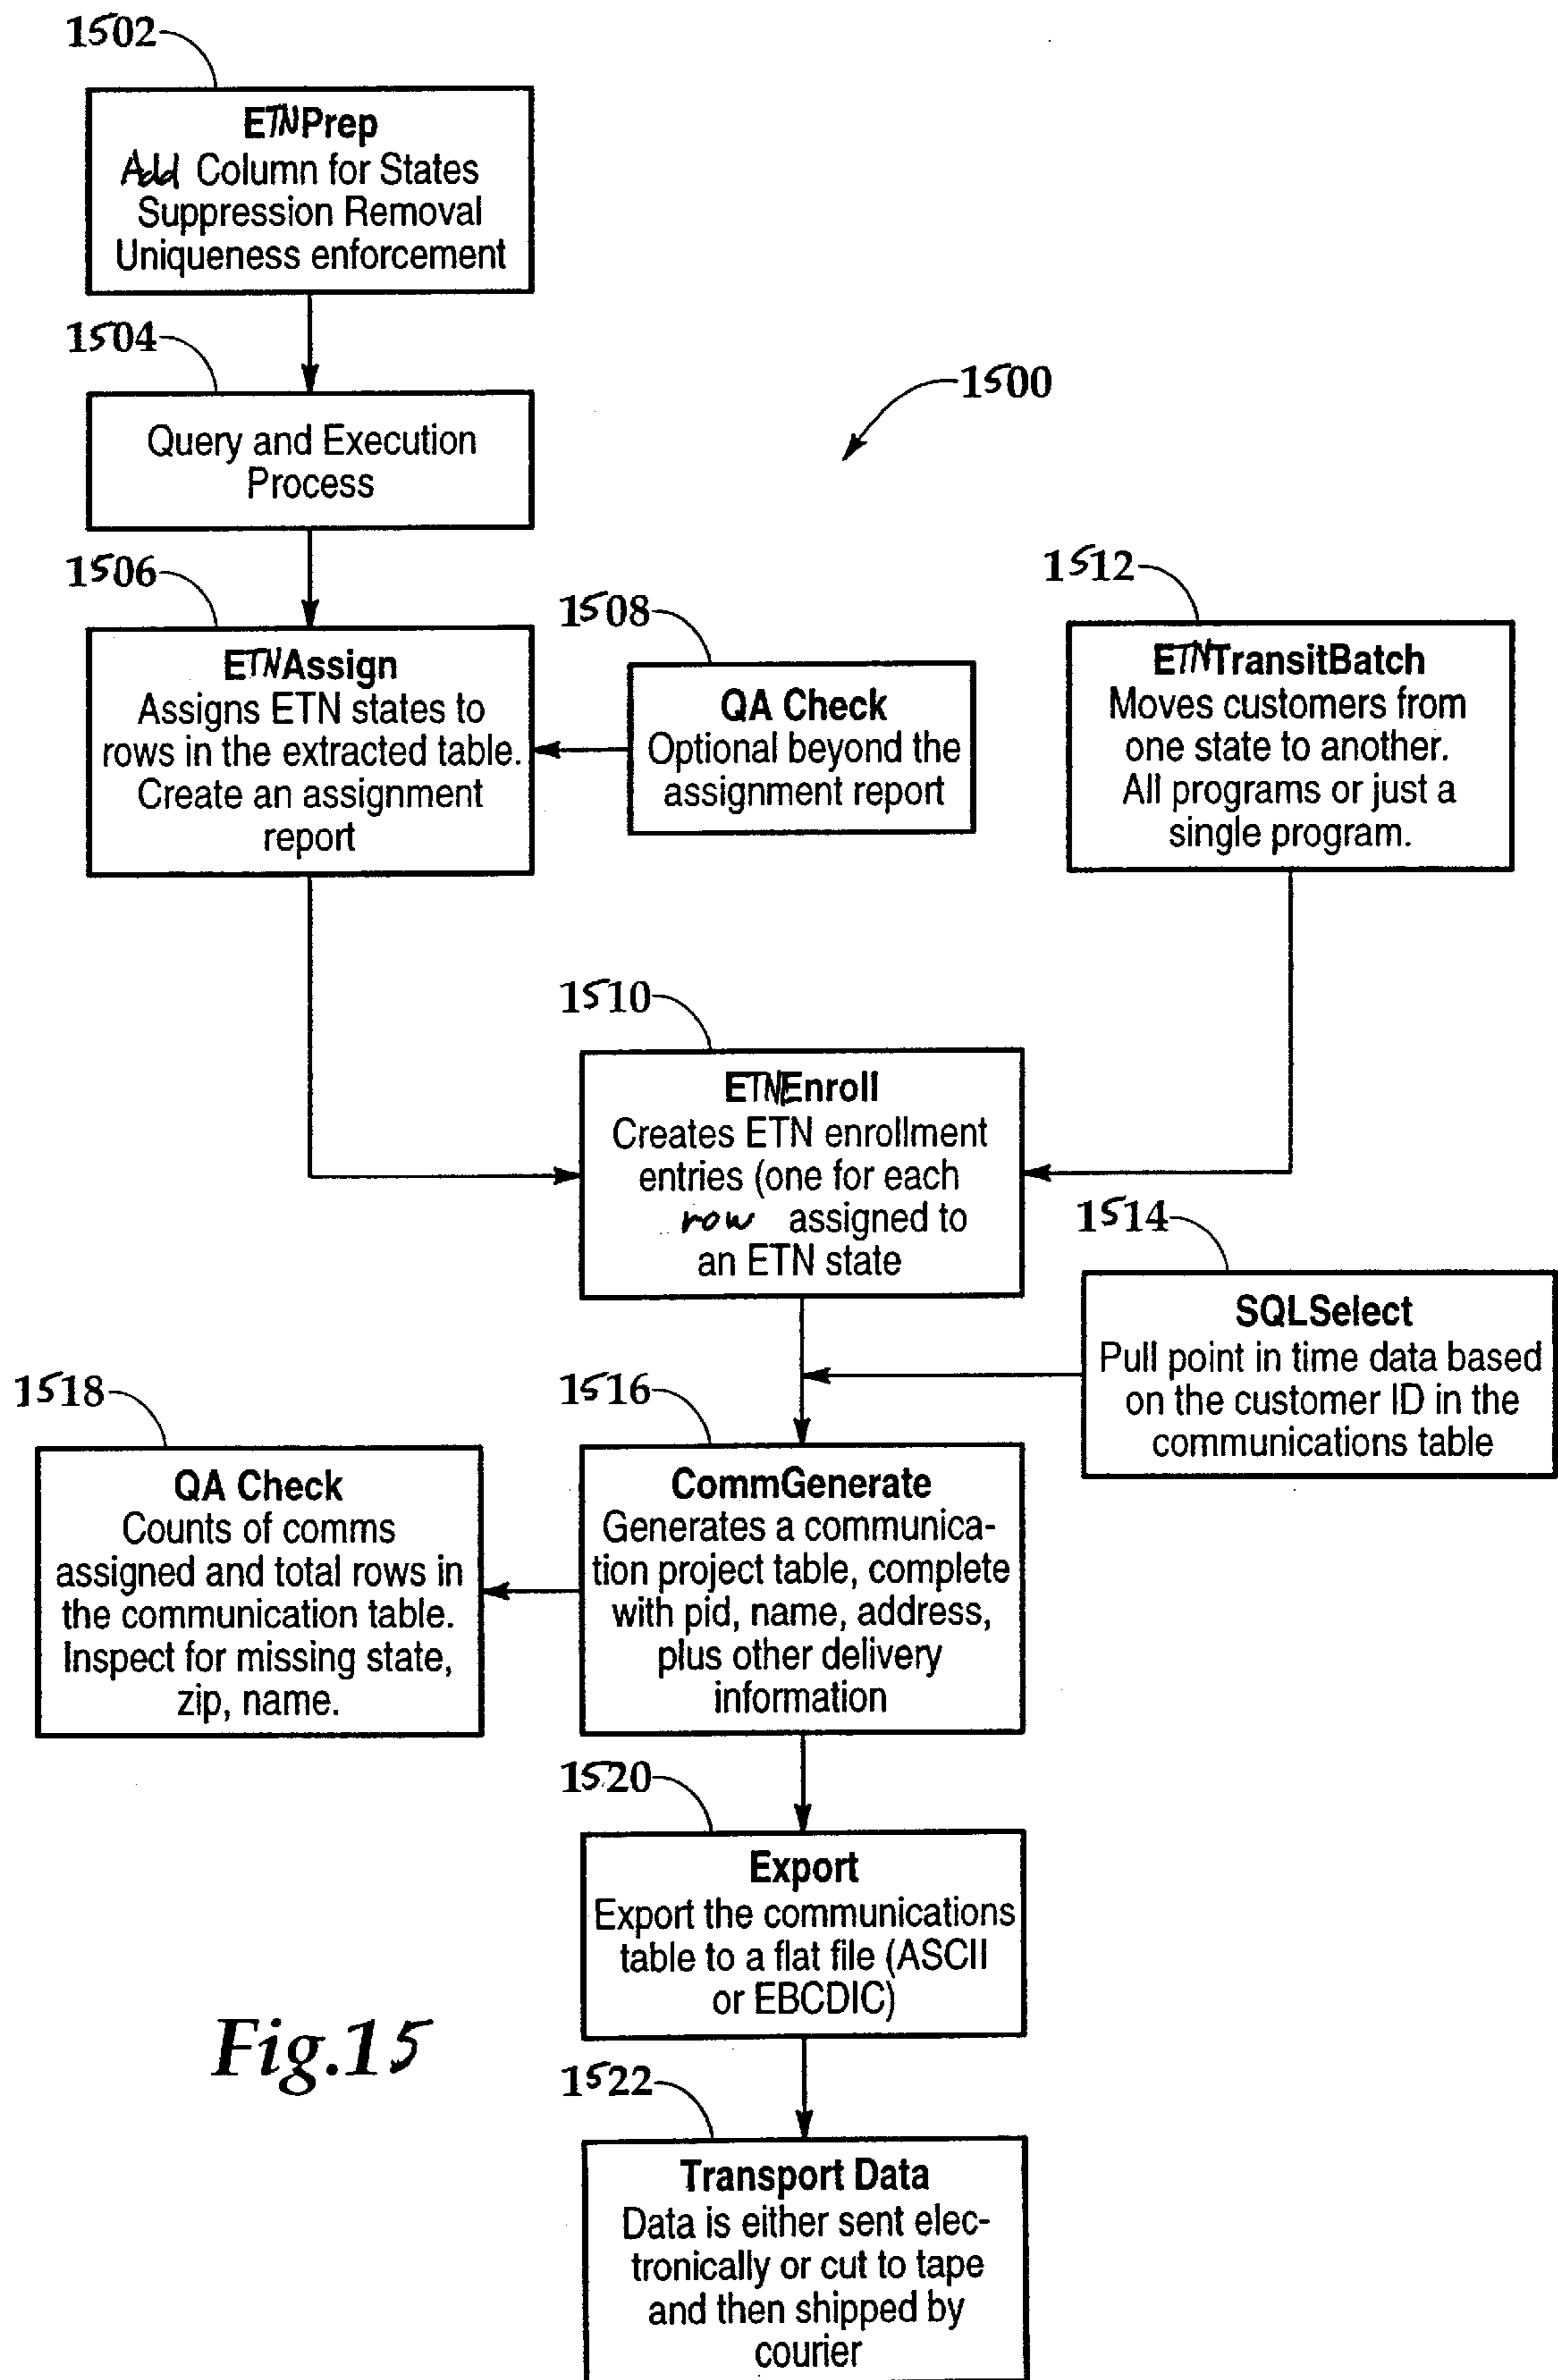 1502
ETNPrep
Add Column for States
Suppression Removal
Uniqueness enforcement
1504
Query and Execution
Process
1500
1506
ETNAssign
Assigns ETN states to
rows in the extracted table.
Create an assignment
report
1508
QA Check
Optional beyond the
assignment report
1512
ETNTransitBatch
Moves customers from
one state to another.
All programs or just a
single program.
1510
ETNEnroll
Creates ETN enrollment
entries (one for each
row assigned to
an ETN state
1514
SQLSelect
Pull point in time data based
on the customer ID in the
communications table
1518
QA Check
Counts of comms
assigned and total rows in
the communication table.
Inspect for missing state,
zip, name.
1516
CommGenerate
Generates a communica-
tion project table, complete
with pid, name, address,
plus other delivery
information
1520
Export
Export the communications
table to a flat file (ASCII
or EBCDIC)
Fig.15
1522
Transport Data
Data is either sent elec-
tronically or cut to tape
and then shipped by
courier